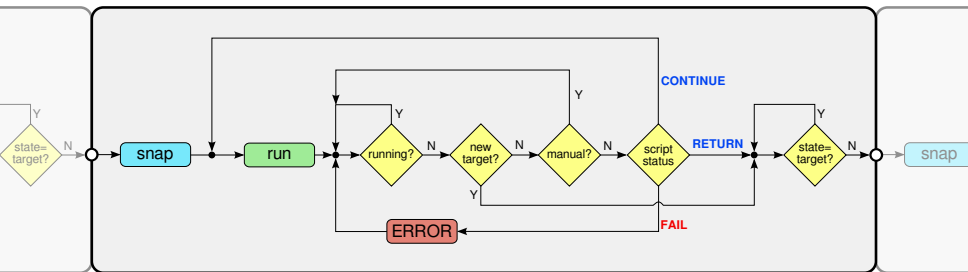 CONTINUE
Y
Y
Y
Y
state=
target?
N
snap
run
running?
N
new
target?
N
manual?
N
script
status
RETURN
state=
target?
N
snap
Y
ERROR
FAIL